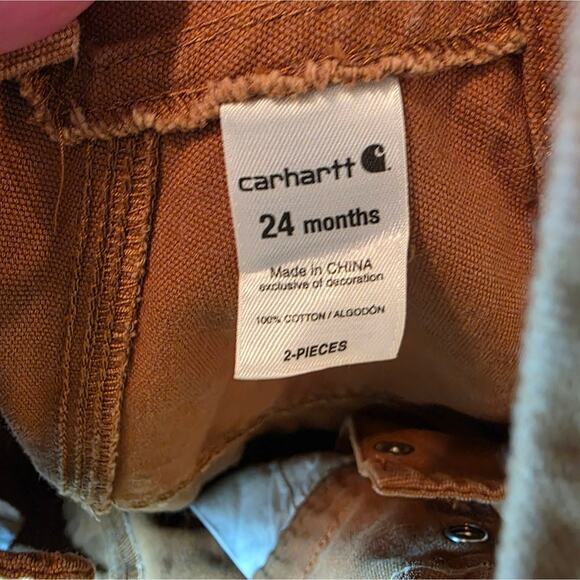 carhartt
24 months
Made in CHINA
exclusive of decoration
100% COTTON / ALGODÓN
2-PIECES